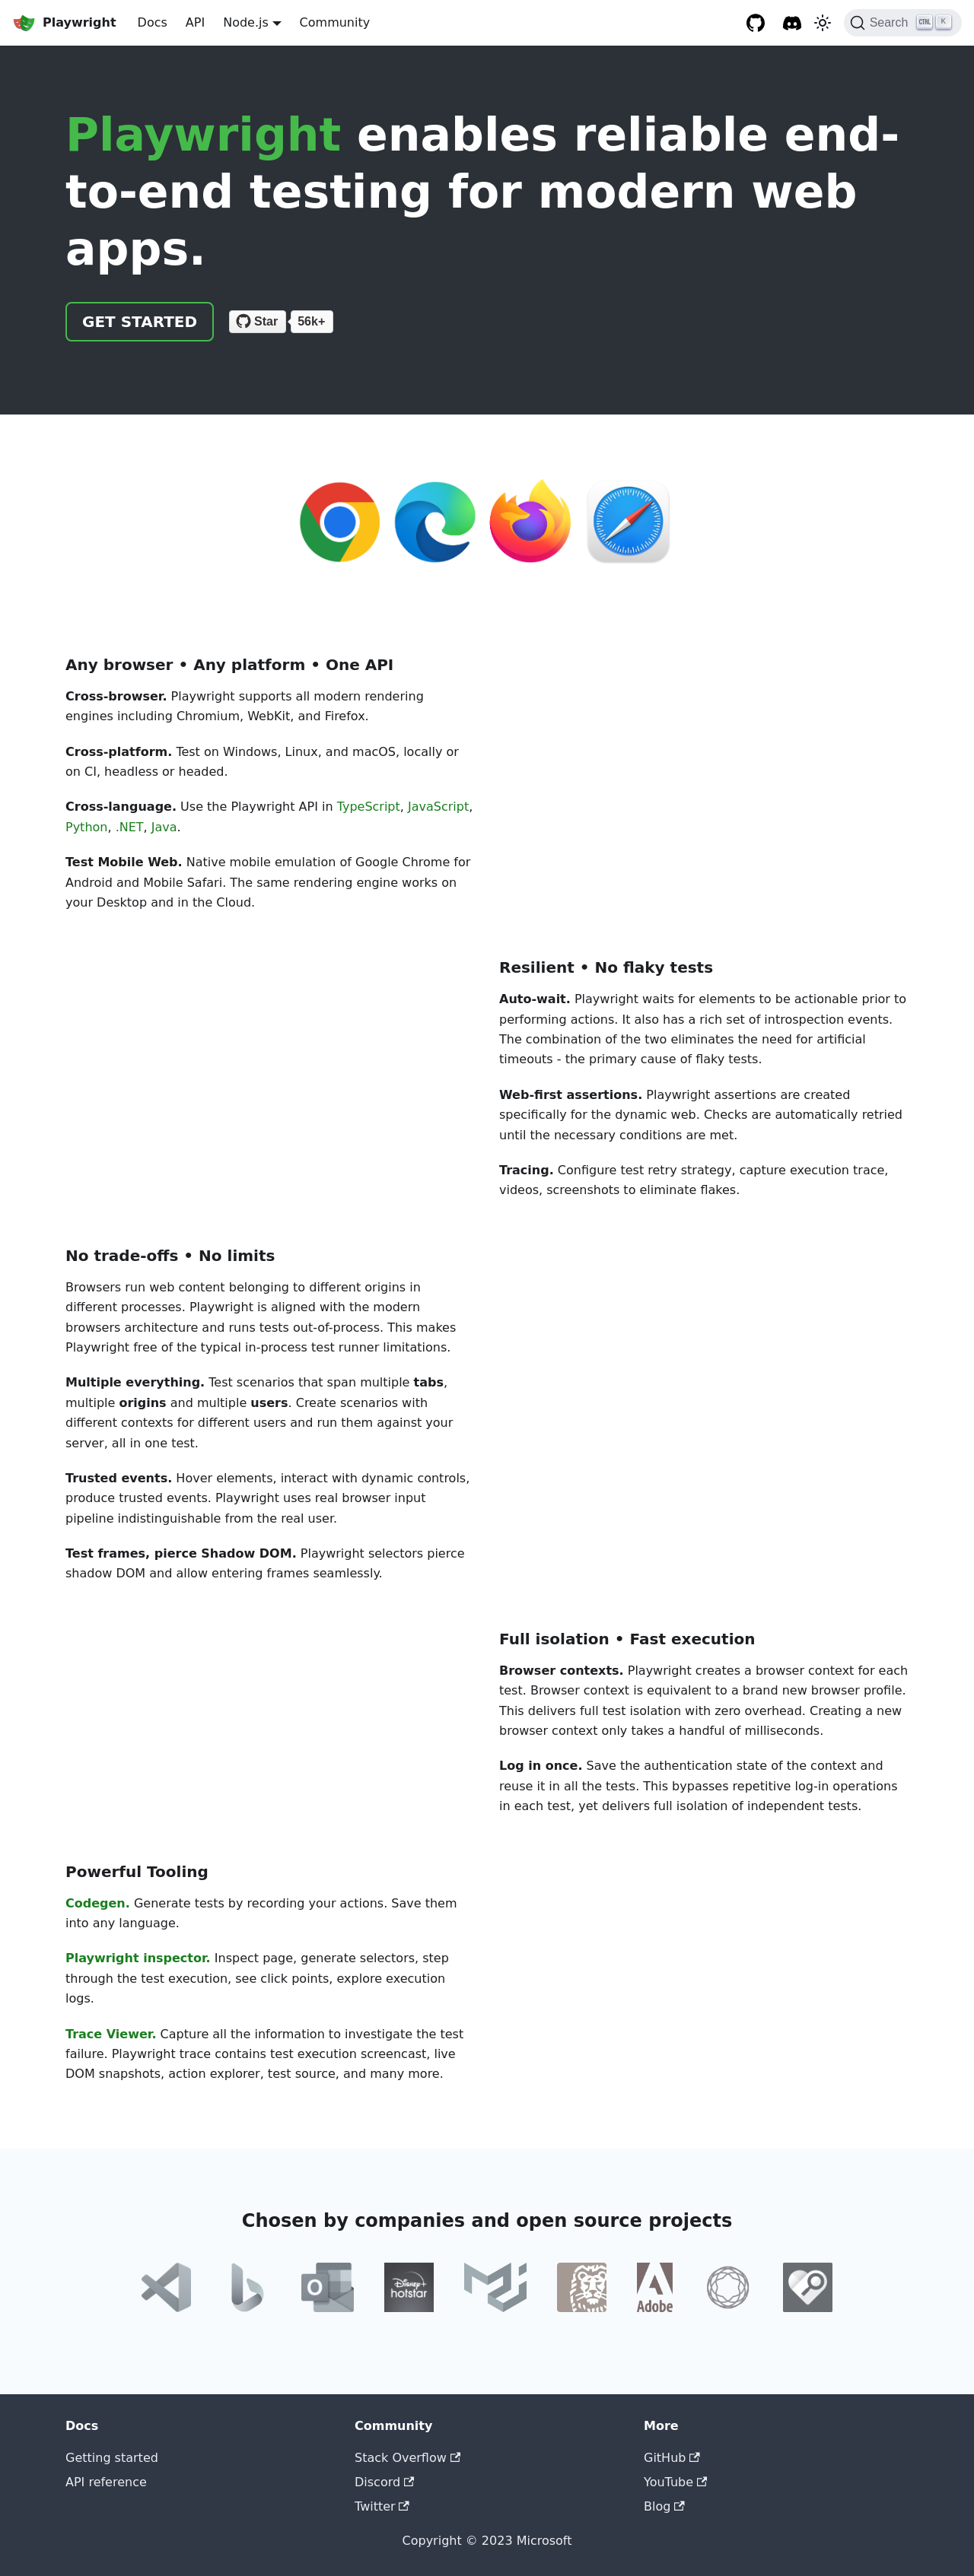 Playwright Docs API Node.js Community Search CTRL K
Playwright enables reliable end-
to-end testing for modern web
apps.
GET STARTED Star 56k+
Any browser • Any platform • One API
Cross-browser. Playwright supports all modern rendering
engines including Chromium, WebKit, and Firefox.
Cross-platform. Test on Windows, Linux, and macOS, locally or
on CI, headless or headed.
Cross-language. Use the Playwright API in TypeScript, JavaScript,
Python, .NET, Java.
Test Mobile Web. Native mobile emulation of Google Chrome for
Android and Mobile Safari. The same rendering engine works on
your Desktop and in the Cloud.
Resilient • No flaky tests
Auto-wait. Playwright waits for elements to be actionable prior to
performing actions. It also has a rich set of introspection events.
The combination of the two eliminates the need for artificial
timeouts - the primary cause of flaky tests.
Web-first assertions. Playwright assertions are created
specifically for the dynamic web. Checks are automatically retried
until the necessary conditions are met.
Tracing. Configure test retry strategy, capture execution trace,
videos, screenshots to eliminate flakes.
No trade-offs • No limits
Browsers run web content belonging to different origins in
different processes. Playwright is aligned with the modern
browsers architecture and runs tests out-of-process. This makes
Playwright free of the typical in-process test runner limitations.
Multiple everything. Test scenarios that span multiple tabs,
multiple origins and multiple users. Create scenarios with
different contexts for different users and run them against your
server, all in one test.
Trusted events. Hover elements, interact with dynamic controls,
produce trusted events. Playwright uses real browser input
pipeline indistinguishable from the real user.
Test frames, pierce Shadow DOM. Playwright selectors pierce
shadow DOM and allow entering frames seamlessly.
Full isolation • Fast execution
Browser contexts. Playwright creates a browser context for each
test. Browser context is equivalent to a brand new browser profile.
This delivers full test isolation with zero overhead. Creating a new
browser context only takes a handful of milliseconds.
Log in once. Save the authentication state of the context and
reuse it in all the tests. This bypasses repetitive log-in operations
in each test, yet delivers full isolation of independent tests.
Powerful Tooling
Codegen. Generate tests by recording your actions. Save them
into any language.
Playwright inspector. Inspect page, generate selectors, step
through the test execution, see click points, explore execution
logs.
Trace Viewer. Capture all the information to investigate the test
failure. Playwright trace contains test execution screencast, live
DOM snapshots, action explorer, test source, and many more.
Chosen by companies and open source projects
O
Disney+
hotstar
Adobe
Docs
Getting started
API reference
Community
Stack Overflow
Discord
Twitter
More
GitHub
YouTube
Blog
Copyright © 2023 Microsoft